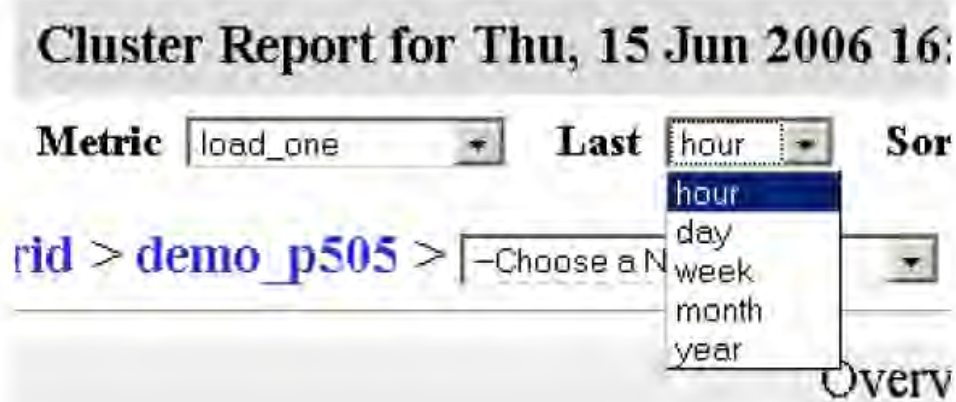 Cluster Report for Thu, 15 Jun 2006 16:
Metric load_one Last hour Sor
rid > demo_p505 > -Choose a N
hour
day
week
month
year
Overv